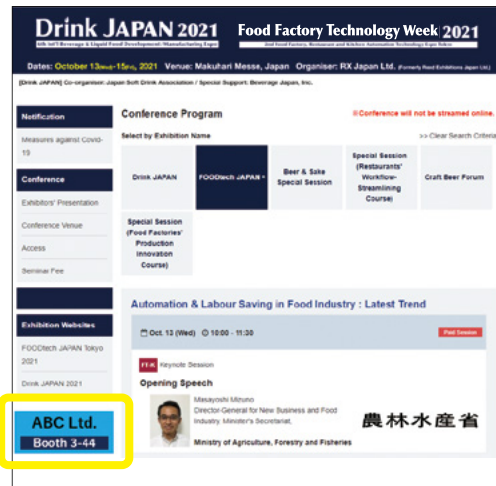 Drink JAPAN 2021
Food Factory Technology Week 2021
6th Int'l Beverage & Liquid Food Development/Manufacturing Expo
2nd Food Factory, Restaurant and Kitchen Automation Technology Expo Tokyo
Dates: October 13(Wed)-15(Fri), 2021 Venue: Makuhari Messe, Japan Organiser: RX Japan Ltd. (Formerly Reed Exhibitions Japan Ltd.)
[Drink JAPAN] Co-organiser: Japan Soft Drink Association / Special Support: Beverage Japan, Inc.
Notification
Measures against Covid-
19
Conference
Exhibitors' Presentation
Conference Venue
Access
Seminar Fee
Exhibition Websites
FOODtech JAPAN Tokyo
2021
Drink JAPAN 2021
ABC Ltd.
Booth 3-44
Conference Program
※Conference will not be streamed online.
Select by Exhibition Name
>> Clear Search Criteria
Drink JAPAN
FOODtech JAPAN
Beer & Sake
Special Session
Special Session
(Restaurants'
Workflow-
Streamlining
Course)
Craft Beer Forum
Special Session
(Food Factories'
Production
Innovation
Course)
Automation & Labour Saving in Food Industry : Latest Trend
Oct. 13 (Wed) 10:00 - 11:30
Paid Session
FT-K Keynote Session
Opening Speech
Masayoshi Mizuno
Director-General for New Business and Food
Industry, Minister's Secretariat,
Ministry of Agriculture, Forestry and Fisheries
農林水産省